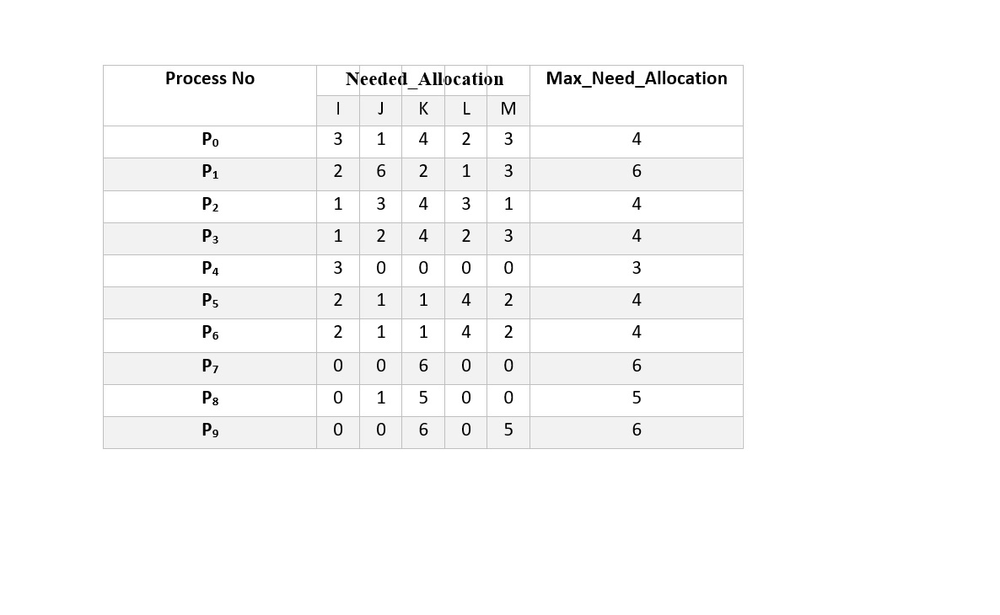 Process No Needed_Allocation Max_Need_Allocation
I J K L M
P₀ 3 1 4 2 3 4
P₁ 2 6 2 1 3 6
P₂ 1 3 4 3 1 4
P₃ 1 2 4 2 3 4
P₄ 3 0 0 0 0 3
P₅ 2 1 1 4 2 4
P₆ 2 1 1 4 2 4
P₇ 0 0 6 0 0 6
P₈ 0 1 5 0 0 5
P₉ 0 0 6 0 5 6